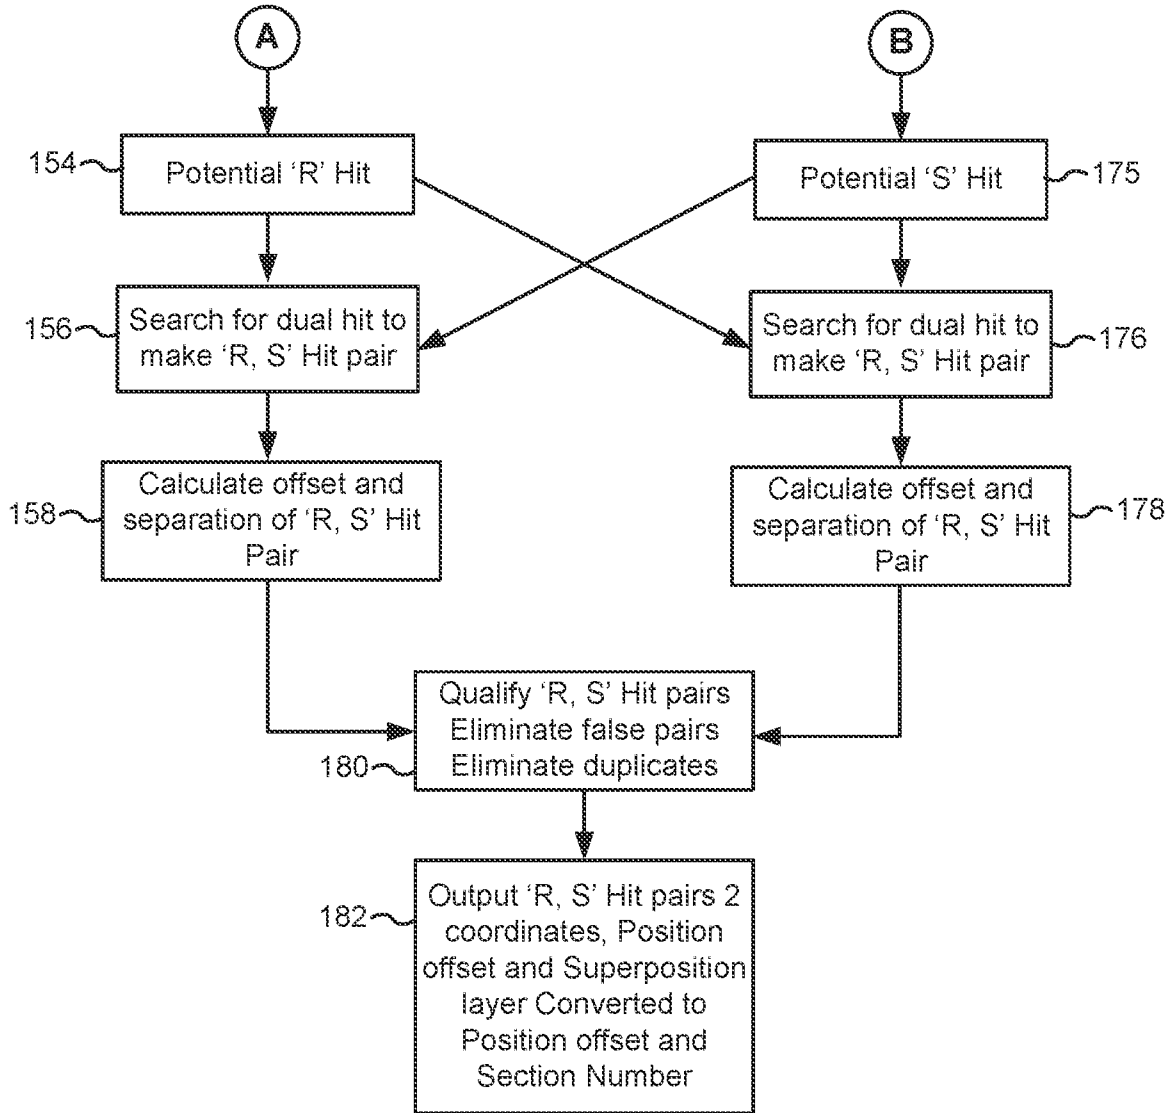 A
B
154
Potential ‘R’ Hit
Potential ‘S’ Hit
175
156
Search for dual hit to
make ‘R, S’ Hit pair
Search for dual hit to
make ‘R, S’ Hit pair
176
158
Calculate offset and
separation of ‘R, S’ Hit
Pair
Calculate offset and
separation of ‘R, S’ Hit
Pair
178
Qualify ‘R, S’ Hit pairs
Eliminate false pairs
180
Eliminate duplicates
182
Output ‘R, S’ Hit pairs 2
coordinates, Position
offset and Superposition
layer Converted to
Position offset and
Section Number